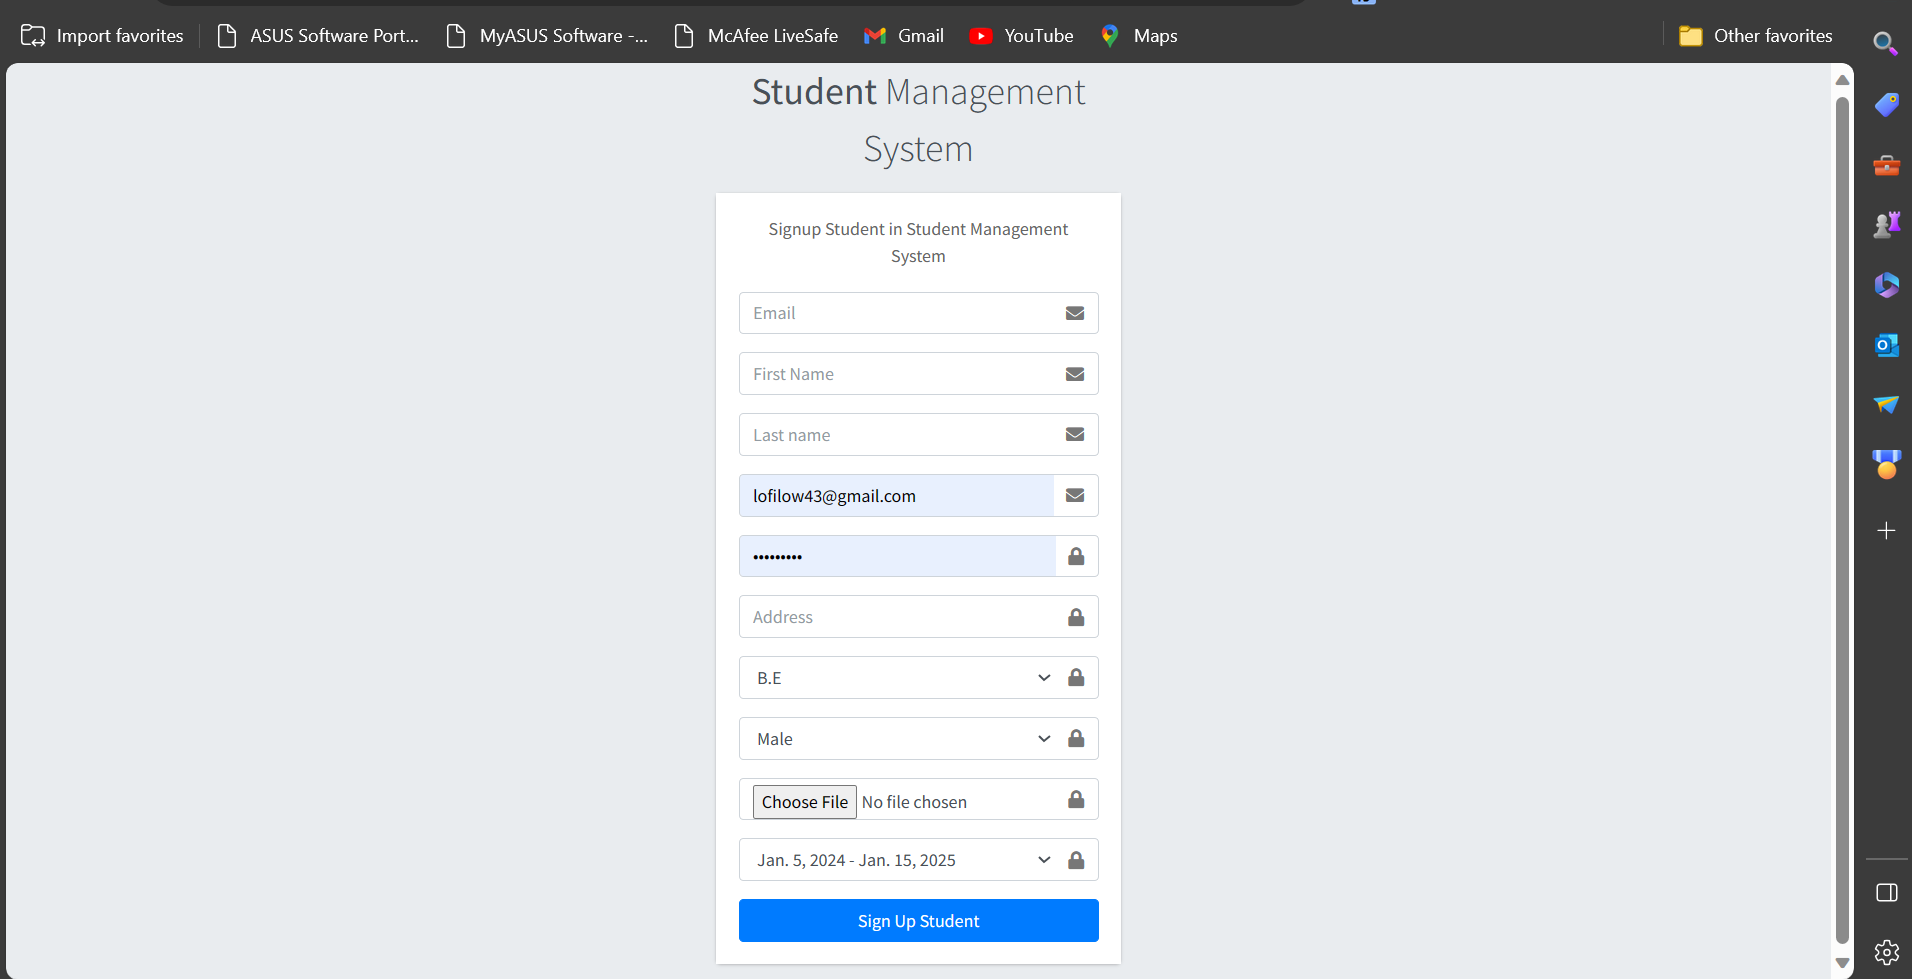 Import favorites
ASUS Software Port...
MyASUS Software -...
McAfee LiveSafe
Gmail
YouTube
Maps
Other favorites
Student Management
System
Signup Student in Student Management
System
Email
First Name
Last name
lofilow43@gmail.com
•••••••••
Address
B.E
Male
Choose File No file chosen
Jan. 5, 2024 - Jan. 15, 2025
Sign Up Student